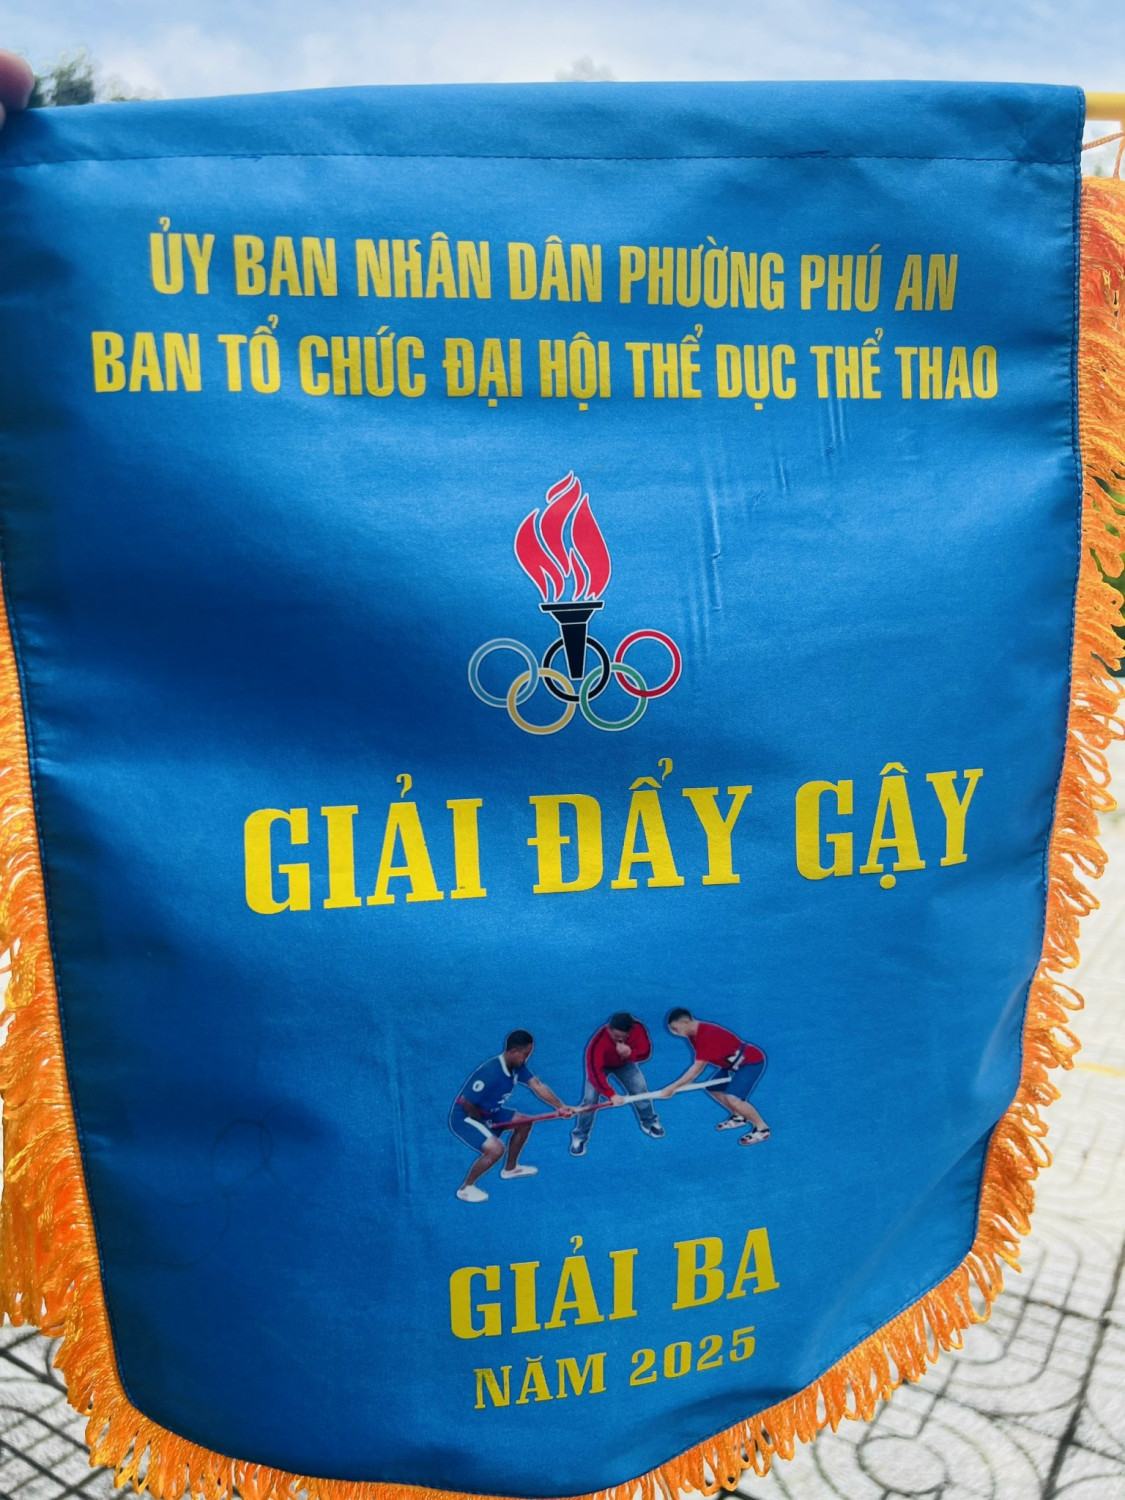 ỦY BAN NHÂN DÂN PHƯỜNG PHÚ AN
BAN TỔ CHỨC ĐẠI HỘI THỂ DỤC THỂ THAO
GIẢI ĐẨY GẬY
GIẢI BA
NĂM 2025